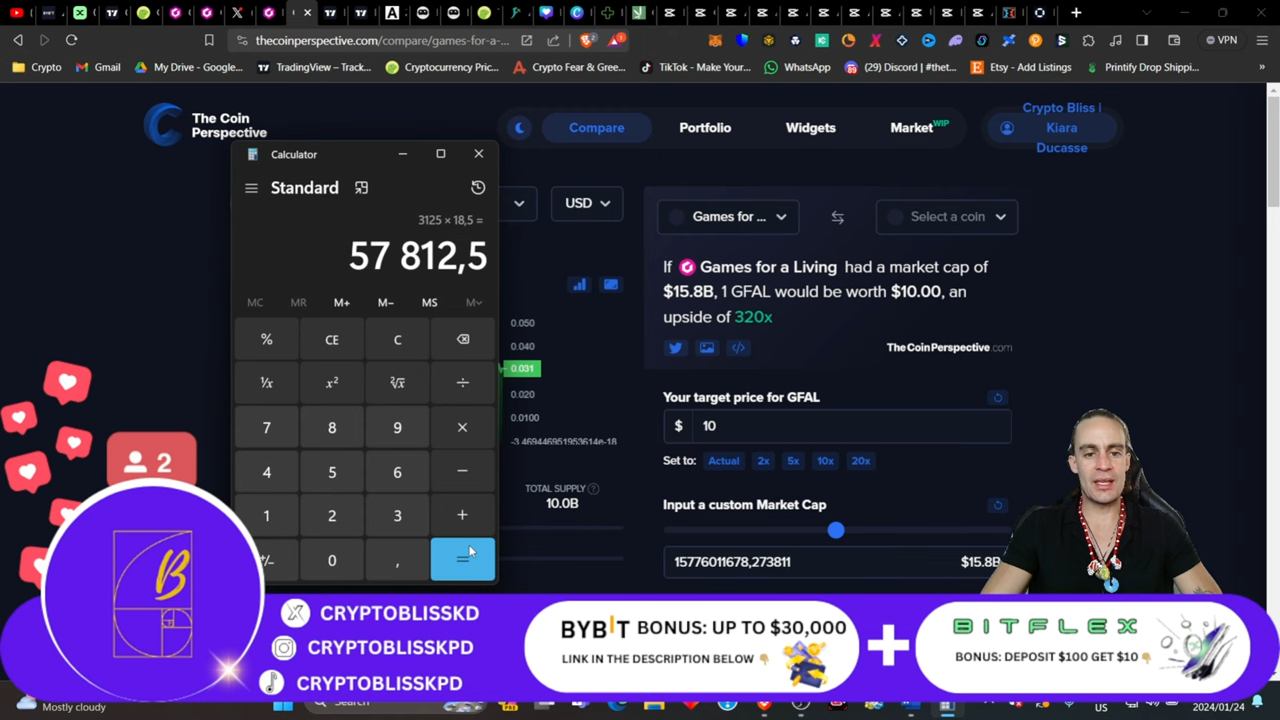 thecoinperspective.com/compare/games-for-a-...
VPN
Crypto
Gmail
My Drive - Google...
TradingView – Track...
Cryptocurrency Pric...
Crypto Fear & Gree...
TikTok - Make Your...
WhatsApp
(29) Discord | #thet...
Etsy - Add Listings
Printify Drop Shippi...
»
The Coin
Perspective
Compare
Portfolio
Widgets
Market WIP
Crypto Bliss |
Kiara
Ducasse
Calculator
Standard
3125 × 18,5 =
57 812,5
MC MR M+ M− MS M
% CE C
¹/x x² ²√x ÷
7 8 9 ×
4 5 6 −
1 2 3 +
+/− 0 , =
USD
0.050
0.040
0.031
0.020
0.0100
-3.469446951953614e-18
TOTAL SUPPLY ?
10.0B
Games for ...
Select a coin
If Games for a Living had a market cap of
$15.8B, 1 GFAL would be worth $10.00, an
upside of 320x
TheCoinPerspective.com
Your target price for GFAL
$ 10
Set to: Actual 2x 5x 10x 20x
Input a custom Market Cap
15776011678,273811 $15.8B
2
B
CRYPTOBLISSKD
CRYPTOBLISSKPD
CRYPTOBLISSKPD
BYBIT BONUS: UP TO $30,000
LINK IN THE DESCRIPTION BELOW
+
BITFLEX
BONUS: DEPOSIT $100 GET $10
Mostly cloudy
Search
US
2024/01/24